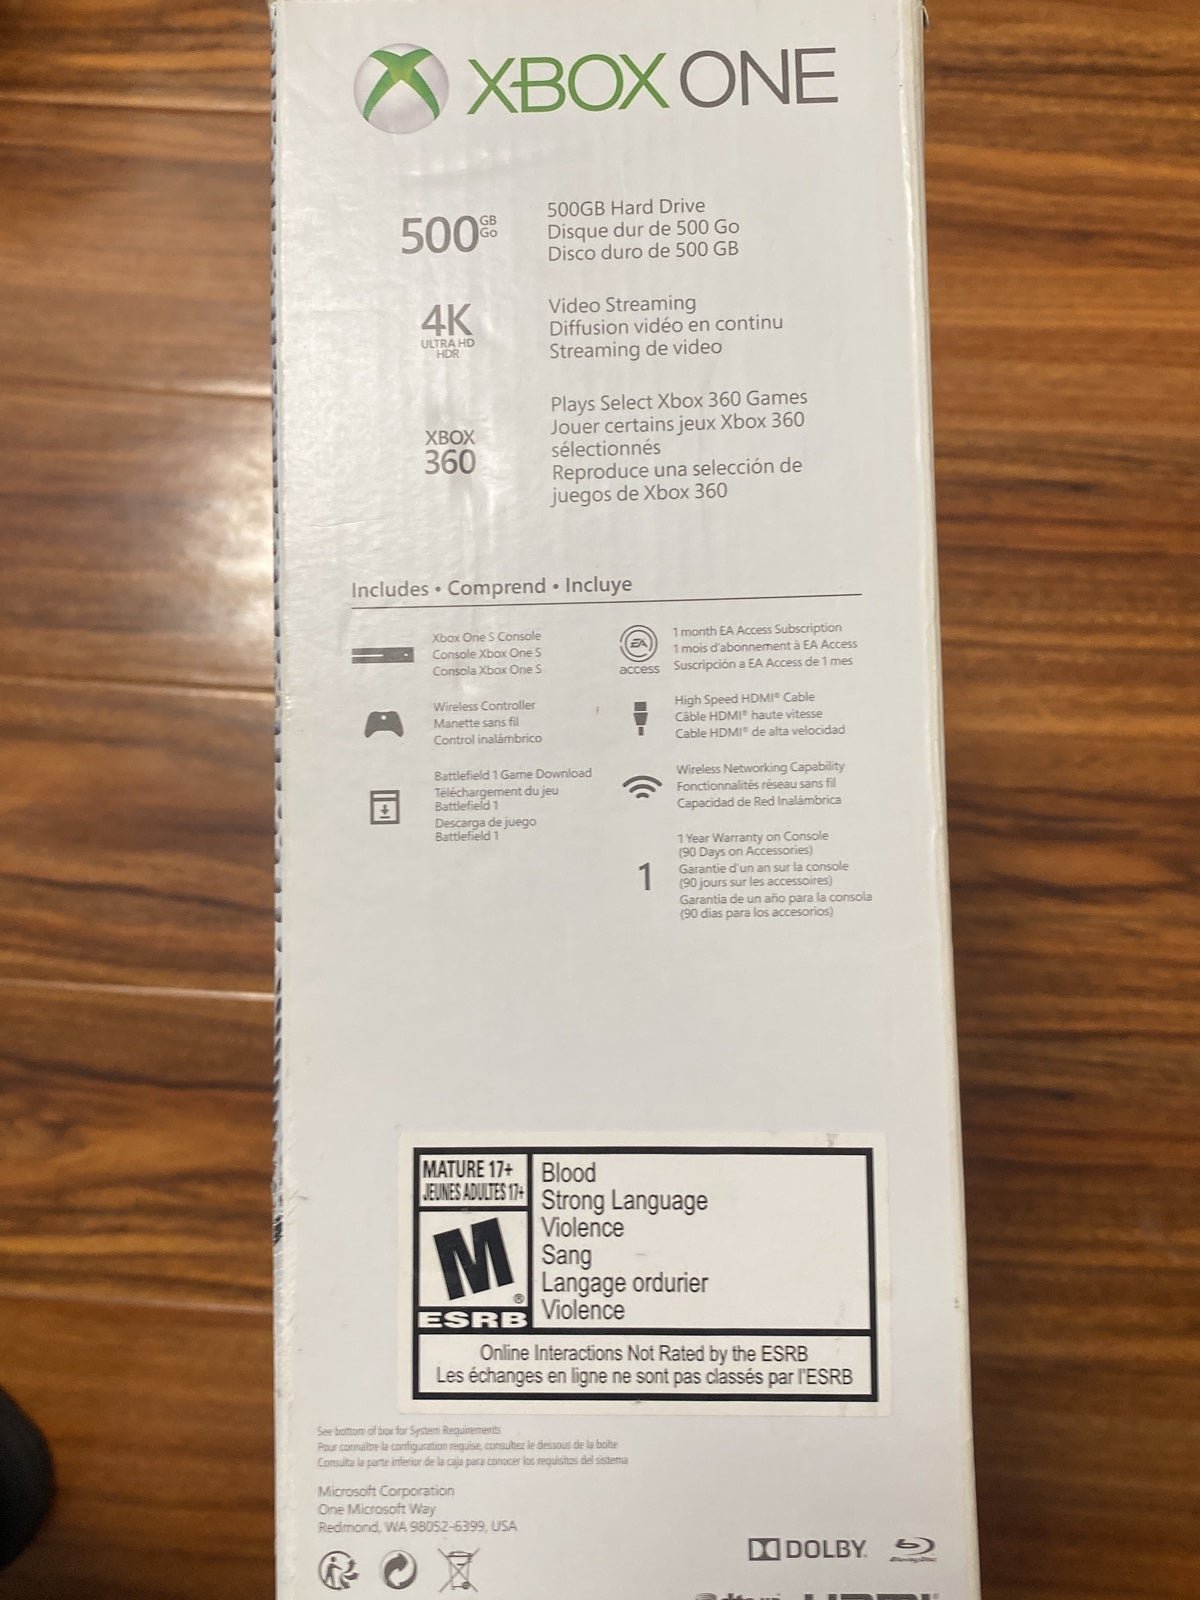 XBOX ONE
500 GB Go
500GB Hard Drive
Disque dur de 500 Go
Disco duro de 500 GB
4K
ULTRA HD
HDR
Video Streaming
Diffusion vidéo en continu
Streaming de video
XBOX
360
Plays Select Xbox 360 Games
Jouer certains jeux Xbox 360
sélectionnés
Reproduce una selección de
juegos de Xbox 360
Includes • Comprend • Incluye
Xbox One S Console
Console Xbox One S
Consola Xbox One S
Wireless Controller
Manette sans fil
Control inalámbrico
Battlefield 1 Game Download
Téléchargement du jeu
Battlefield 1
Descarga de juego
Battlefield 1
EA
access
1 month EA Access Subscription
1 mois d'abonnement à EA Access
Suscripción a EA Access de 1 mes
High Speed HDMI® Cable
Câble HDMI® haute vitesse
Cable HDMI® de alta velocidad
Wireless Networking Capability
Fonctionnalités réseau sans fil
Capacidad de Red Inalámbrica
1
1 Year Warranty on Console
(90 Days on Accessories)
Garantie d'un an sur la console
(90 jours sur les accessoires)
Garantía de un año para la consola
(90 días para los accesorios)
MATURE 17+
JEUNES ADULTES 17+
M®
ESRB
Blood
Strong Language
Violence
Sang
Langage ordurier
Violence
Online Interactions Not Rated by the ESRB
Les échanges en ligne ne sont pas classés par l'ESRB
See bottom of box for System Requirements
Pour connaître la configuration requise, consultez le dessous de la boîte
Consulta la parte inferior de la caja para conocer los requisitos del sistema
Microsoft Corporation
One Microsoft Way
Redmond, WA 98052-6399, USA
DOLBY.
Blu-ray Disc